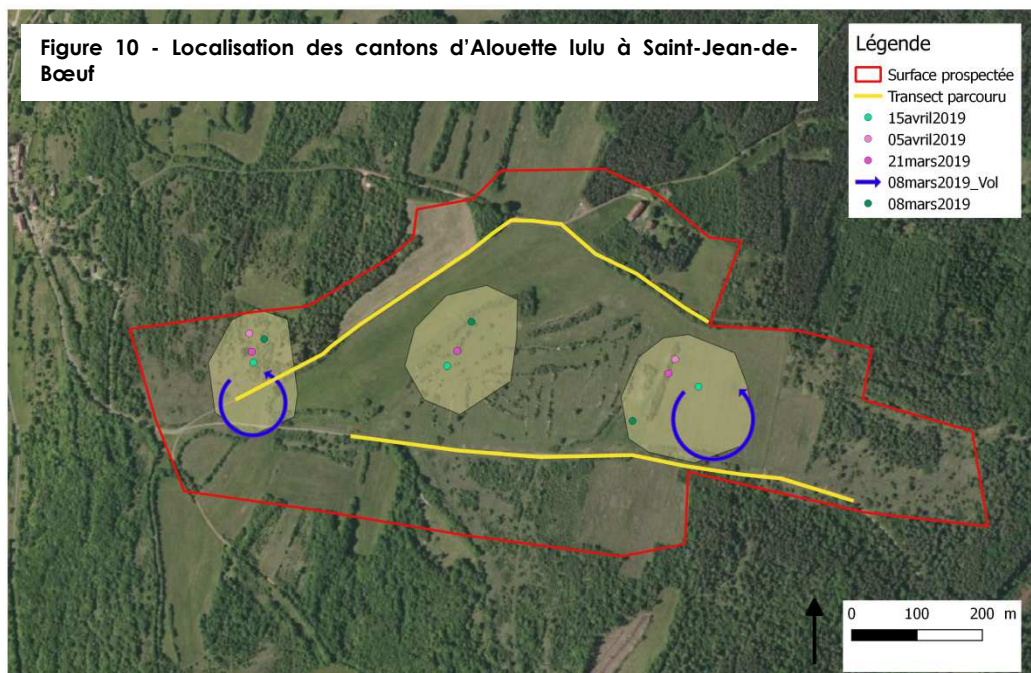 Figure 10 - Localisation des cantons d'Alouette lulu à Saint-Jean-de-
Bœuf
Légende
Surface prospectée
Transect parcouru
15avril2019
05avril2019
21mars2019
08mars2019_Vol
08mars2019
0 100 200 m